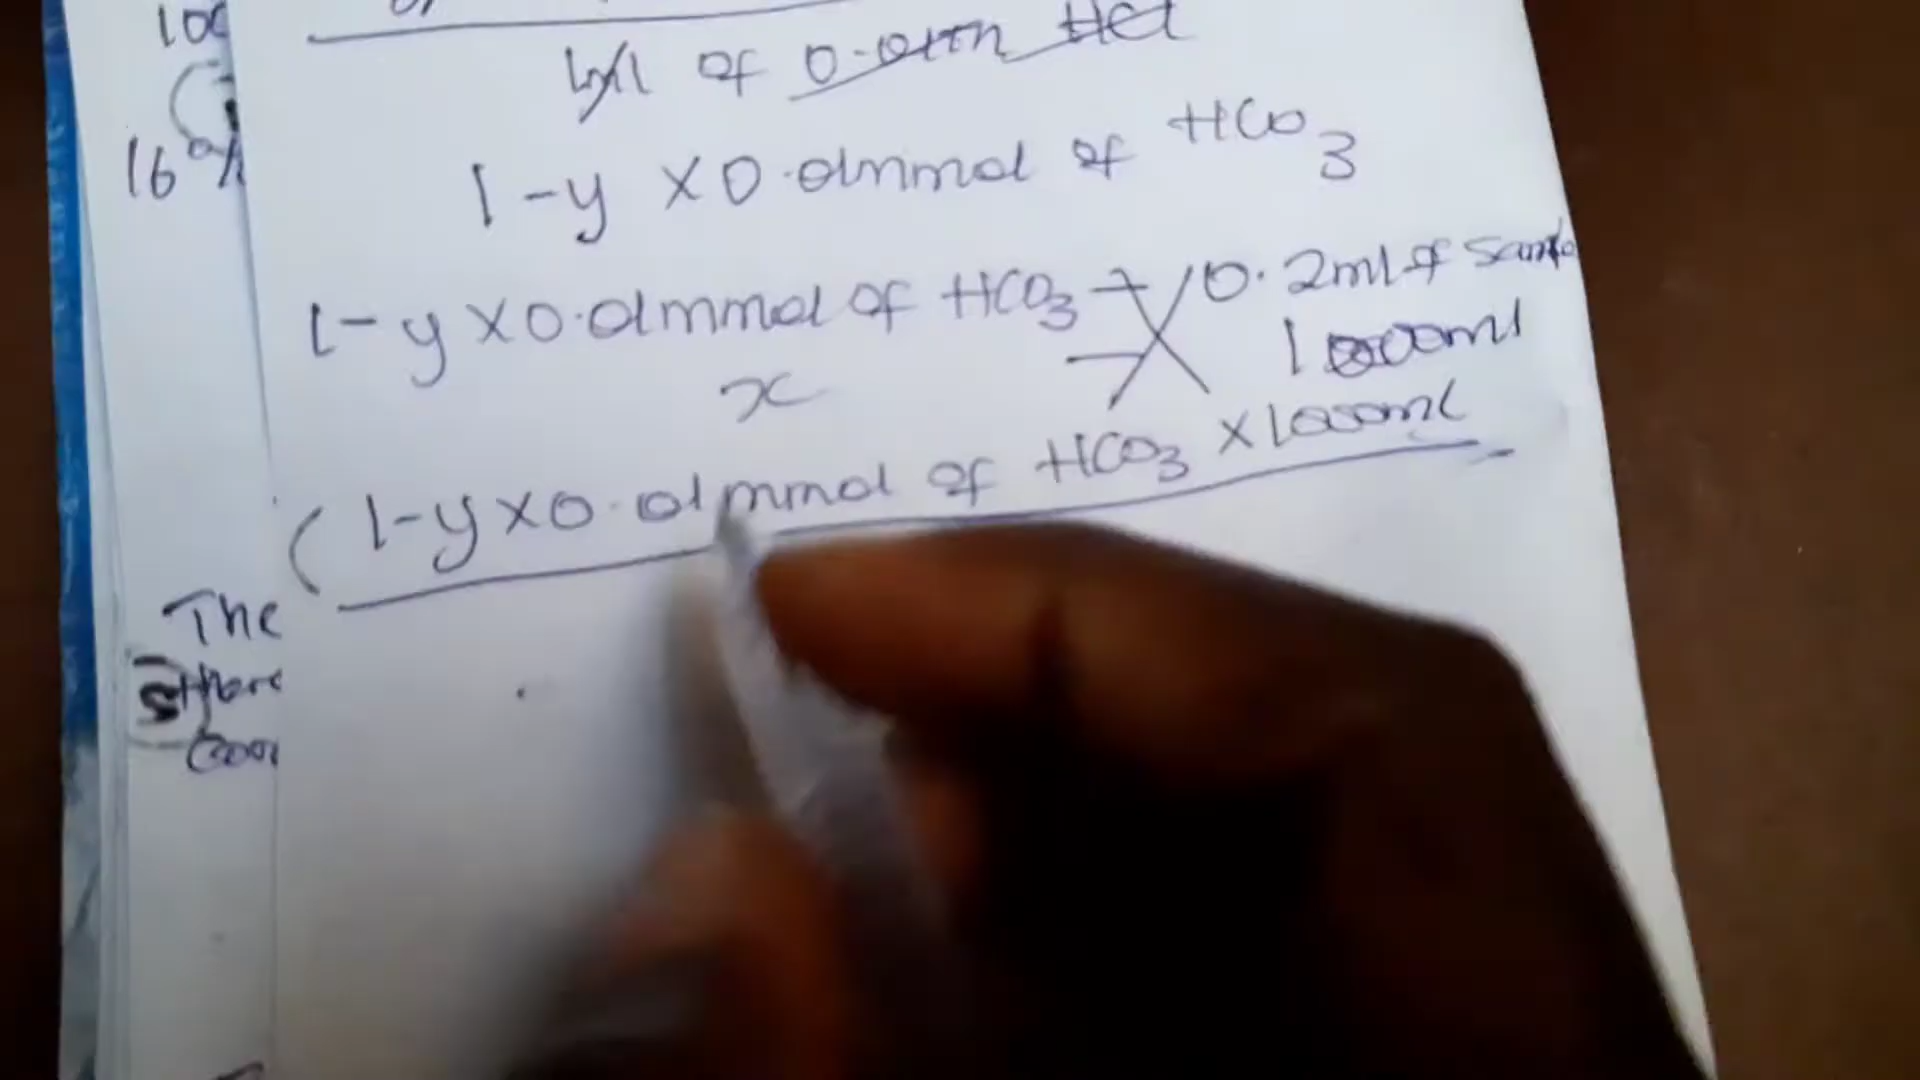 100
of 0.01m HCl
1-y X 0.01mmol of HCO3
16
1-y X 0.01mmol of HCO3 0.2ml of sample
x 1000ml
(1-y X 0.01mmol of HCO3 X 1000ml
The